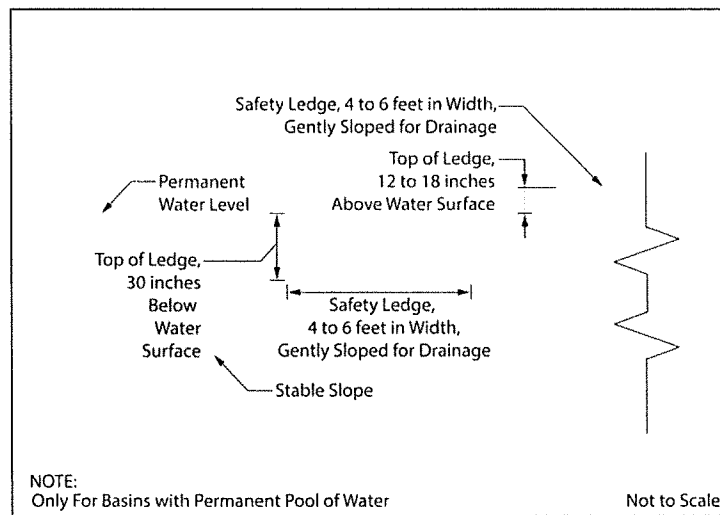 Safety Ledge, 4 to 6 feet in Width,
Gently Sloped for Drainage
Top of Ledge,
12 to 18 inches
Above Water Surface
Permanent
Water Level
Top of Ledge,
30 inches
Below
Water
Surface
Safety Ledge,
4 to 6 feet in Width,
Gently Sloped for Drainage
Stable Slope
NOTE:
Only For Basins with Permanent Pool of Water
Not to Scale